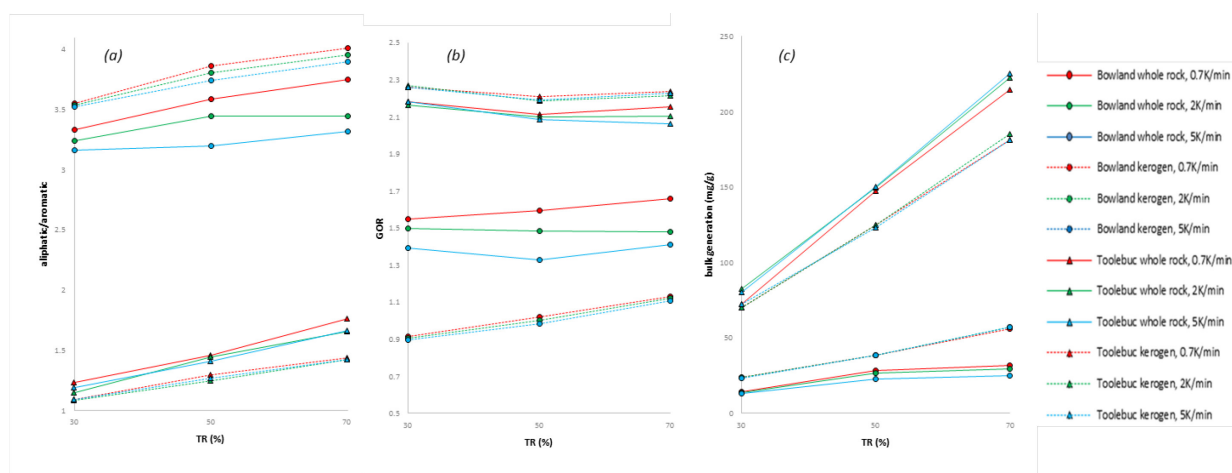 (a)
4
3.5
3
2.5
2
1.5
1
aliphatic/aromatic
30
50
70
TR (%)
(b)
2.5
2.3
2.1
1.9
1.7
1.5
1.3
1.1
0.9
0.7
0.5
GOR
30
50
70
TR (%)
(c)
250
200
150
100
50
0
bulkgeneration (mg/g)
30
50
70
TR (%)
Bowland whole rock, 0.7K/min
Bowland whole rock, 2K/min
Bowland whole rock, 5K/min
Bowland kerogen, 0.7K/min
Bowland kerogen, 2K/min
Bowland kerogen, 5K/min
Toolebuc whole rock, 0.7K/min
Toolebuc whole rock, 2K/min
Toolebuc whole rock, 5K/min
Toolebuc kerogen, 0.7K/min
Toolebuc kerogen, 2K/min
Toolebuc kerogen, 5K/min